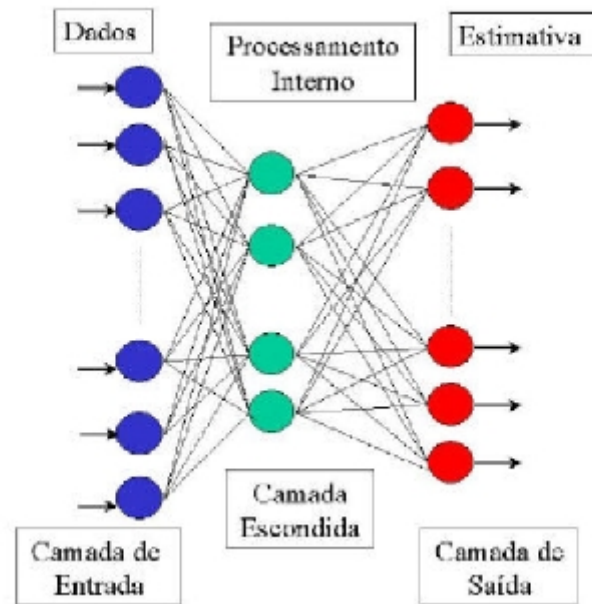 Dados
Processamento
Interno
Estimativa
Camada
Escondida
Camada de
Entrada
Camada de
Saída